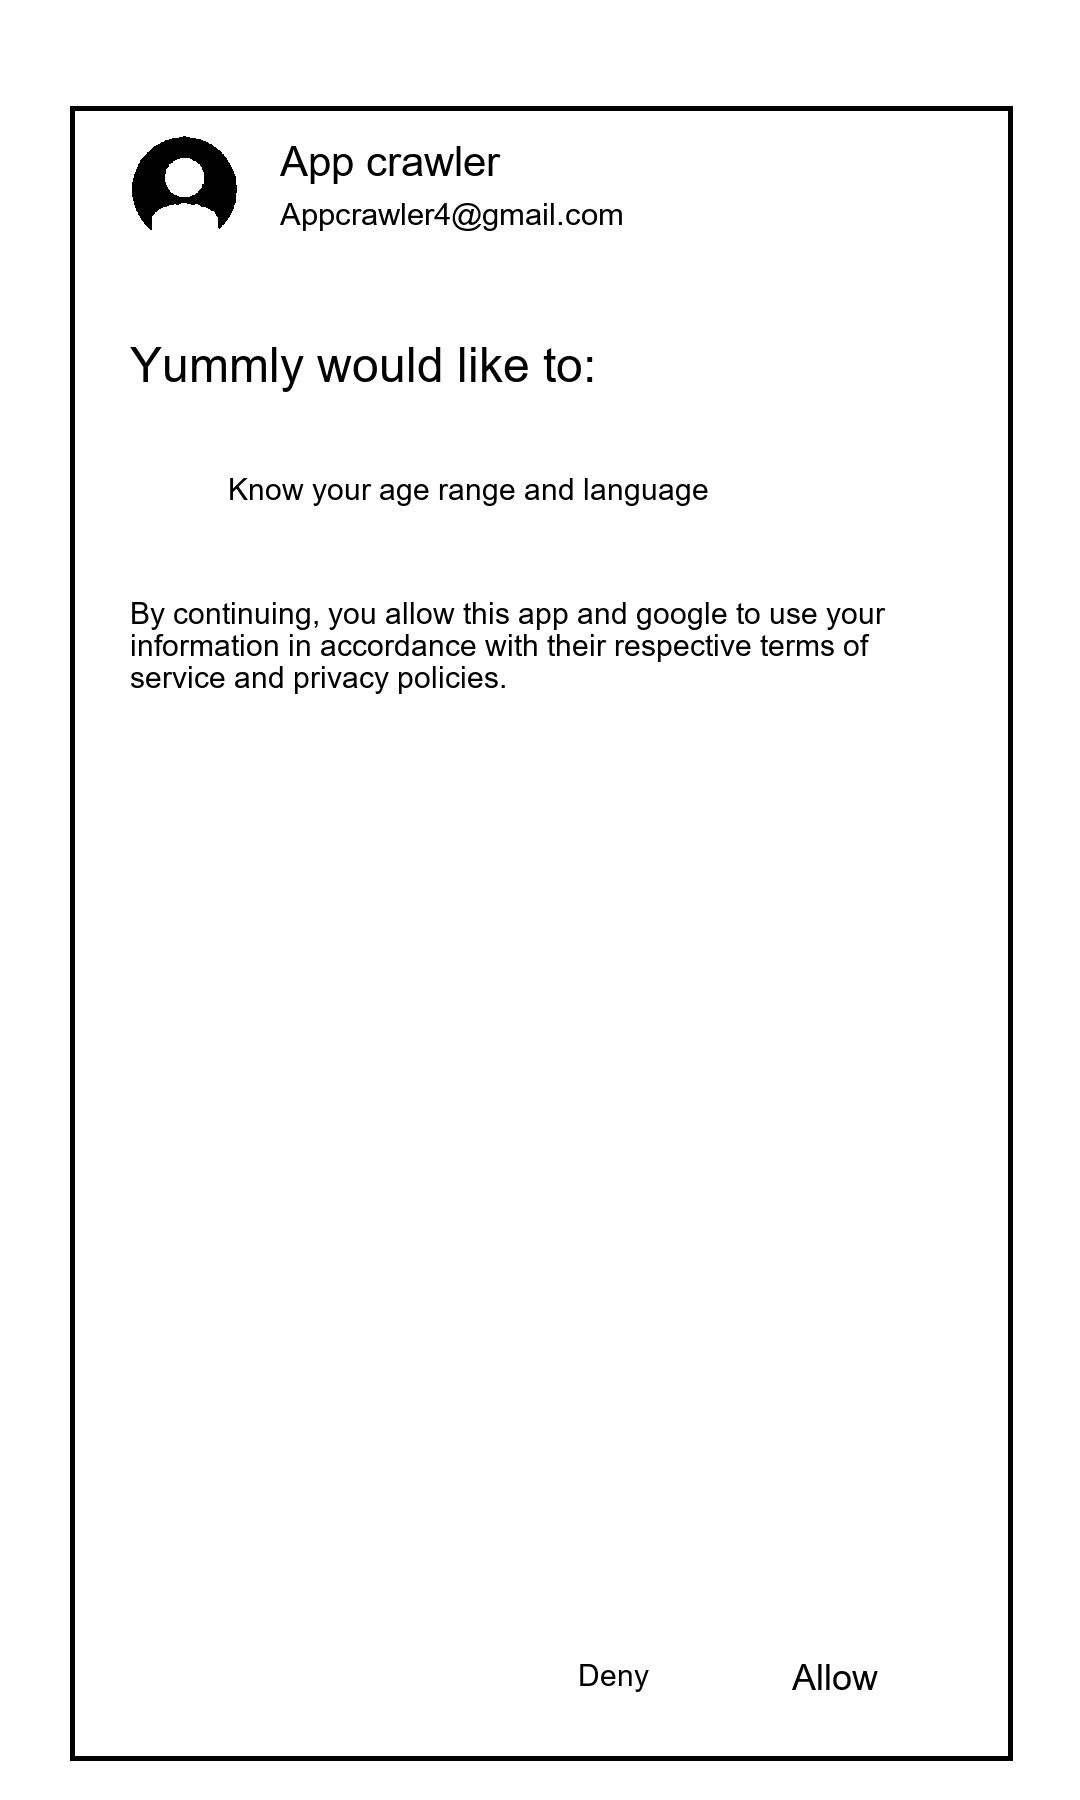 App crawler
Appcrawler4@gmail.com
Yummly would like to:
Know your age range and language
By continuing, you allow this app and google to use your
information in accordance with their respective terms of
service and privacy policies.
Deny
Allow